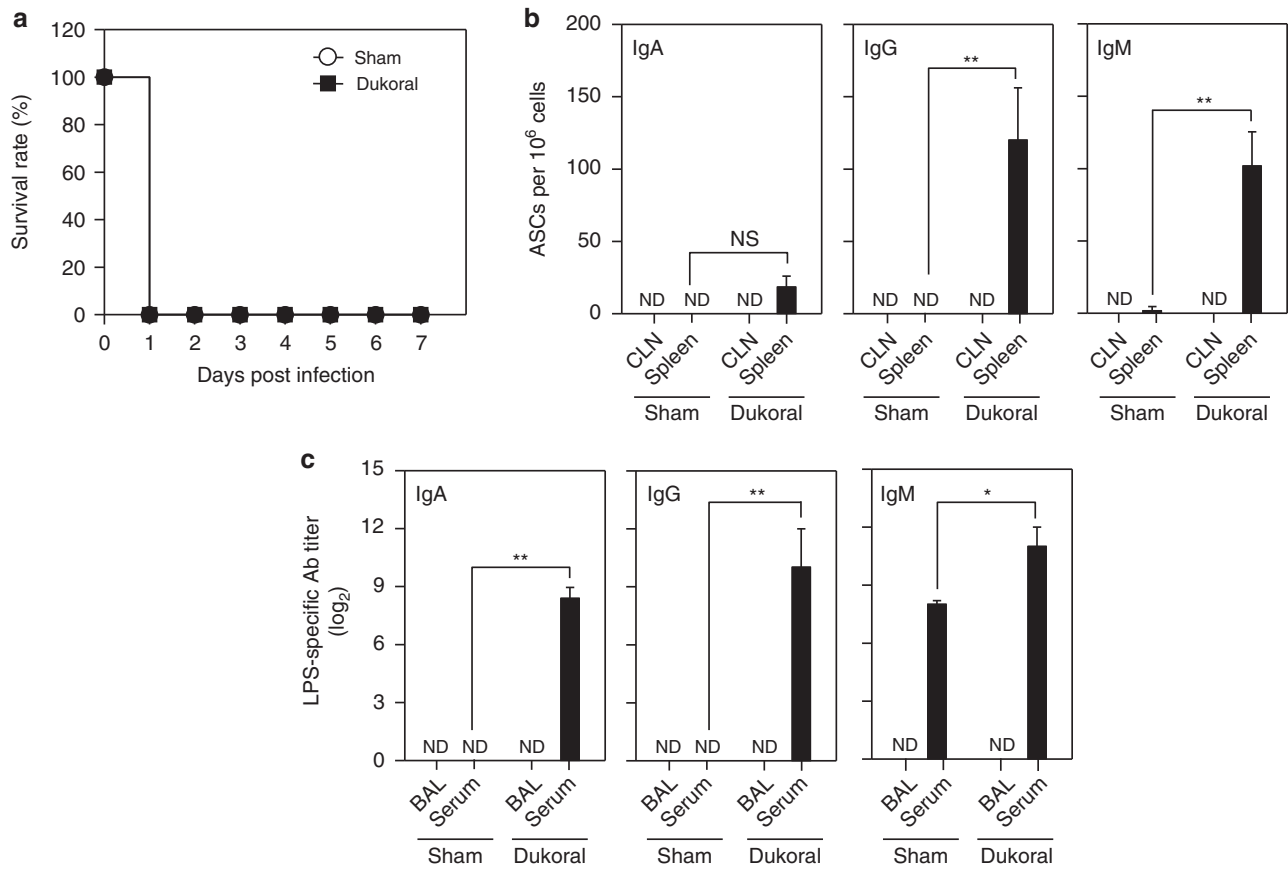 a
120
100
80
60
40
20
0
Survival rate (%)
Sham
Dukoral
0 1 2 3 4 5 6 7
Days post infection
b
200
150
100
50
0
ASCs per 10⁶ cells
IgA
NS
ND ND ND
CLN Spleen CLN Spleen
Sham Dukoral
IgG
**
ND ND ND
CLN Spleen CLN Spleen
Sham Dukoral
IgM
**
ND ND
CLN Spleen CLN Spleen
Sham Dukoral
c
15
12
9
6
3
0
LPS-specific Ab titer
(log₂)
IgA
**
ND ND ND
BAL Serum BAL Serum
Sham Dukoral
IgG
**
ND ND ND
BAL Serum BAL Serum
Sham Dukoral
IgM
*
ND ND
BAL Serum BAL Serum
Sham Dukoral